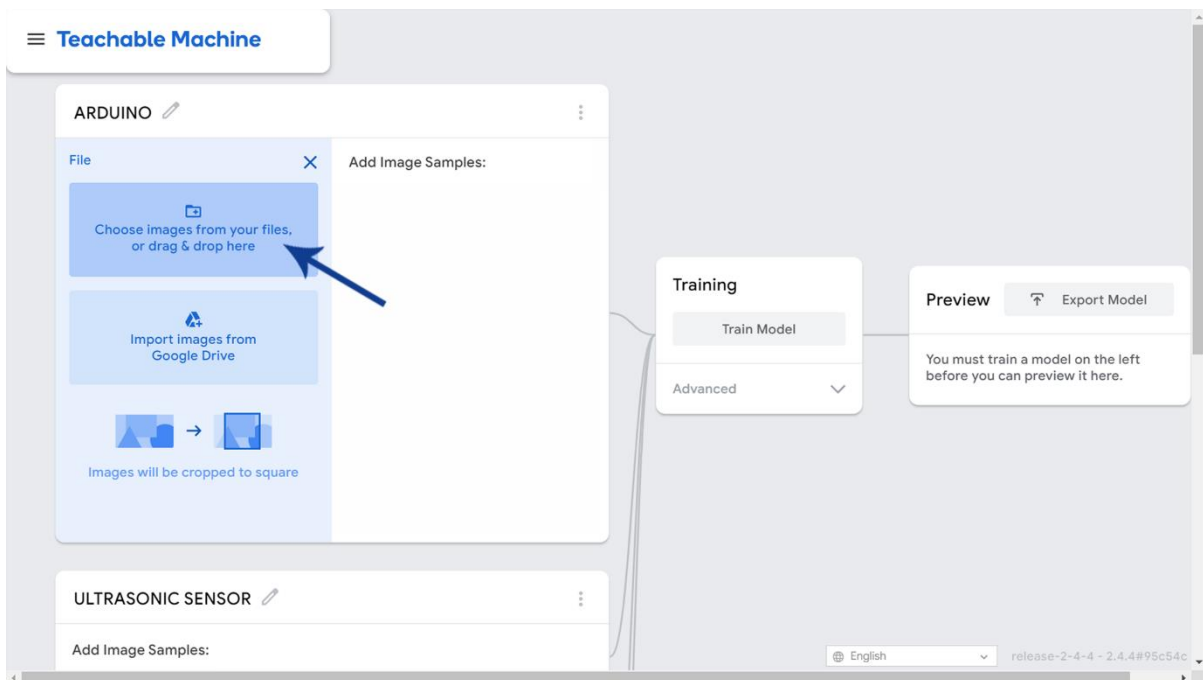 Teachable Machine
ARDUINO
File
Add Image Samples:
Choose images from your files,
or drag & drop here
Import images from
Google Drive
Images will be cropped to square
Training
Train Model
Advanced
Preview
Export Model
You must train a model on the left
before you can preview it here.
ULTRASONIC SENSOR
Add Image Samples:
English
release-2-4-4 - 2.4.4#95c54c